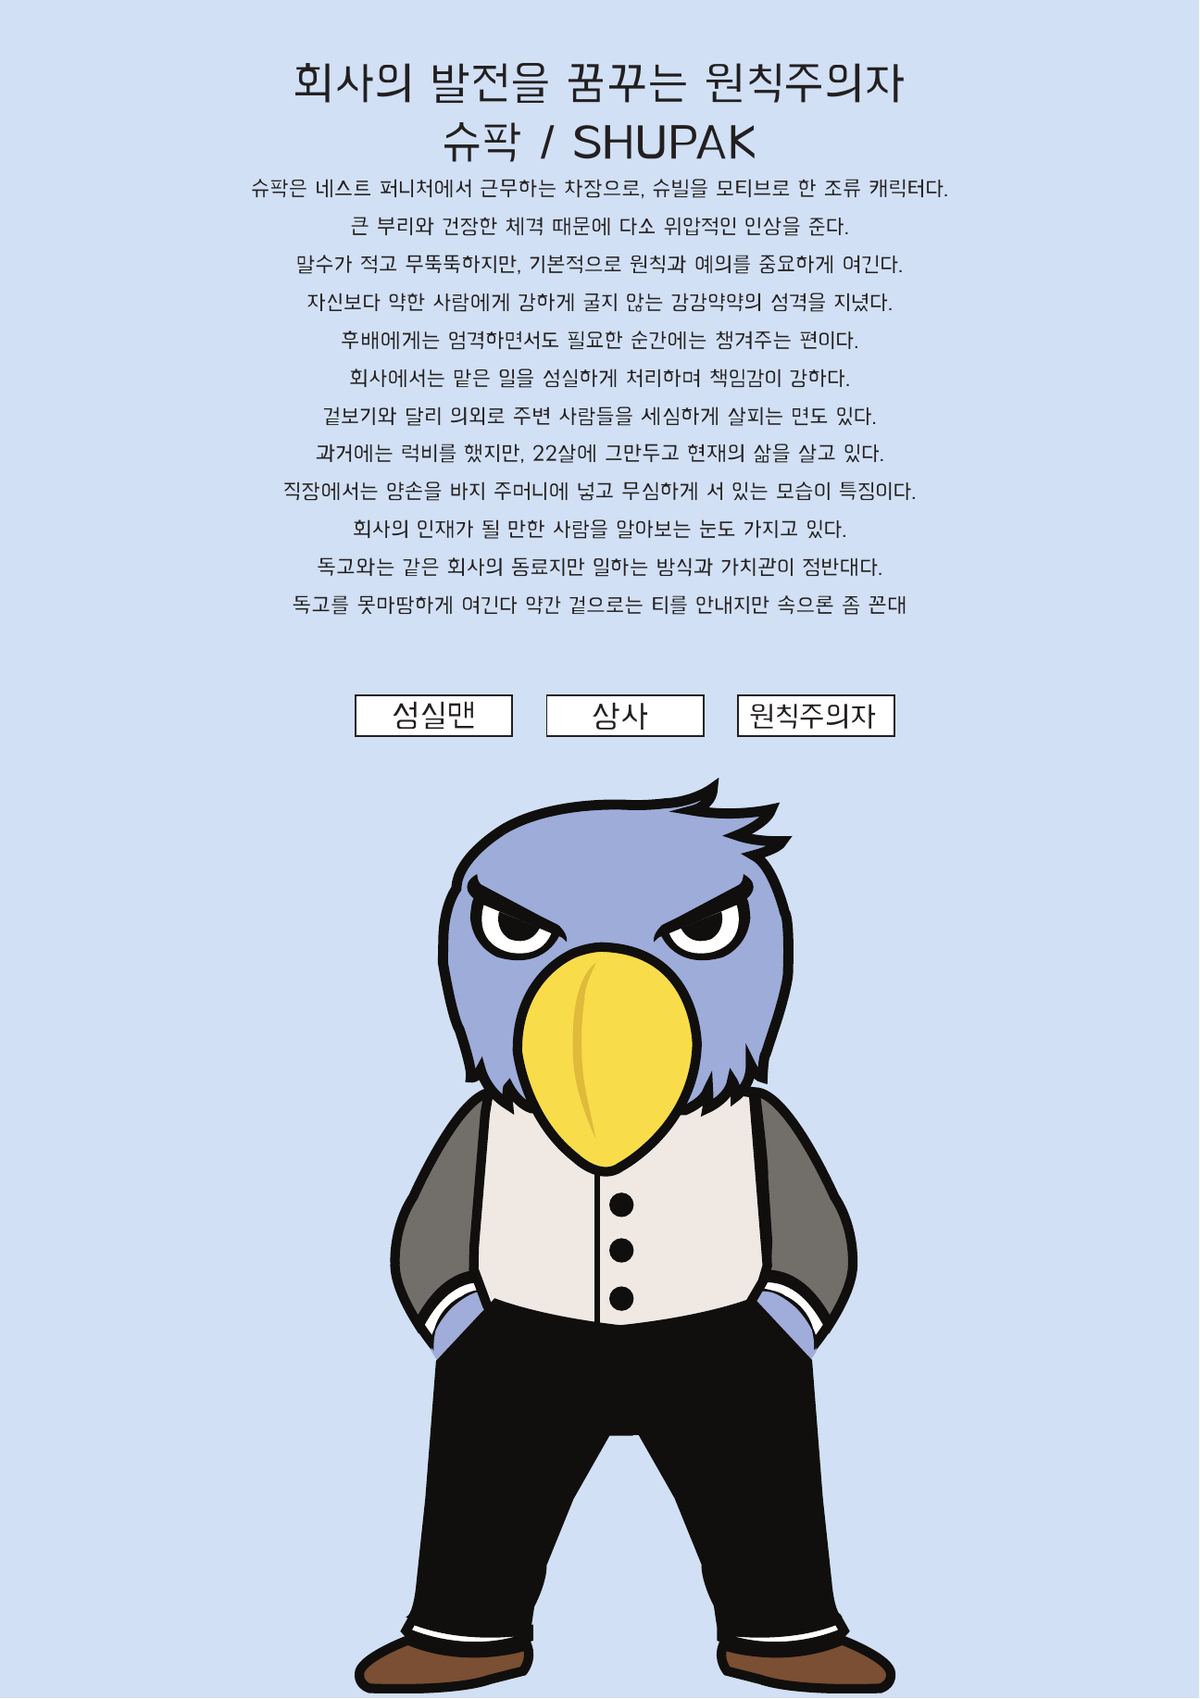 회사의 발전을 꿈꾸는 원칙주의자
슈팍 / SHUPAK
슈팍은 네스트 퍼니처에서 근무하는 차장으로, 슈빌을 모티브로 한 조류 캐릭터다.
큰 부리와 건장한 체격 때문에 다소 위압적인 인상을 준다.
말수가 적고 무뚝뚝하지만, 기본적으로 원칙과 예의를 중요하게 여긴다.
자신보다 약한 사람에게 강하게 굴지 않는 강강약약의 성격을 지녔다.
후배에게는 엄격하면서도 필요한 순간에는 챙겨주는 편이다.
회사에서는 맡은 일을 성실하게 처리하며 책임감이 강하다.
겉보기와 달리 의외로 주변 사람들을 세심하게 살피는 면도 있다.
과거에는 럭비를 했지만, 22살에 그만두고 현재의 삶을 살고 있다.
직장에서는 양손을 바지 주머니에 넣고 무심하게 서 있는 모습이 특징이다.
회사의 인재가 될 만한 사람을 알아보는 눈도 가지고 있다.
독고와는 같은 회사의 동료지만 일하는 방식과 가치관이 정반대다.
독고를 못마땅하게 여긴다 약간 겉으로는 티를 안내지만 속으론 좀 꼰대
성실맨
상사
원칙주의자